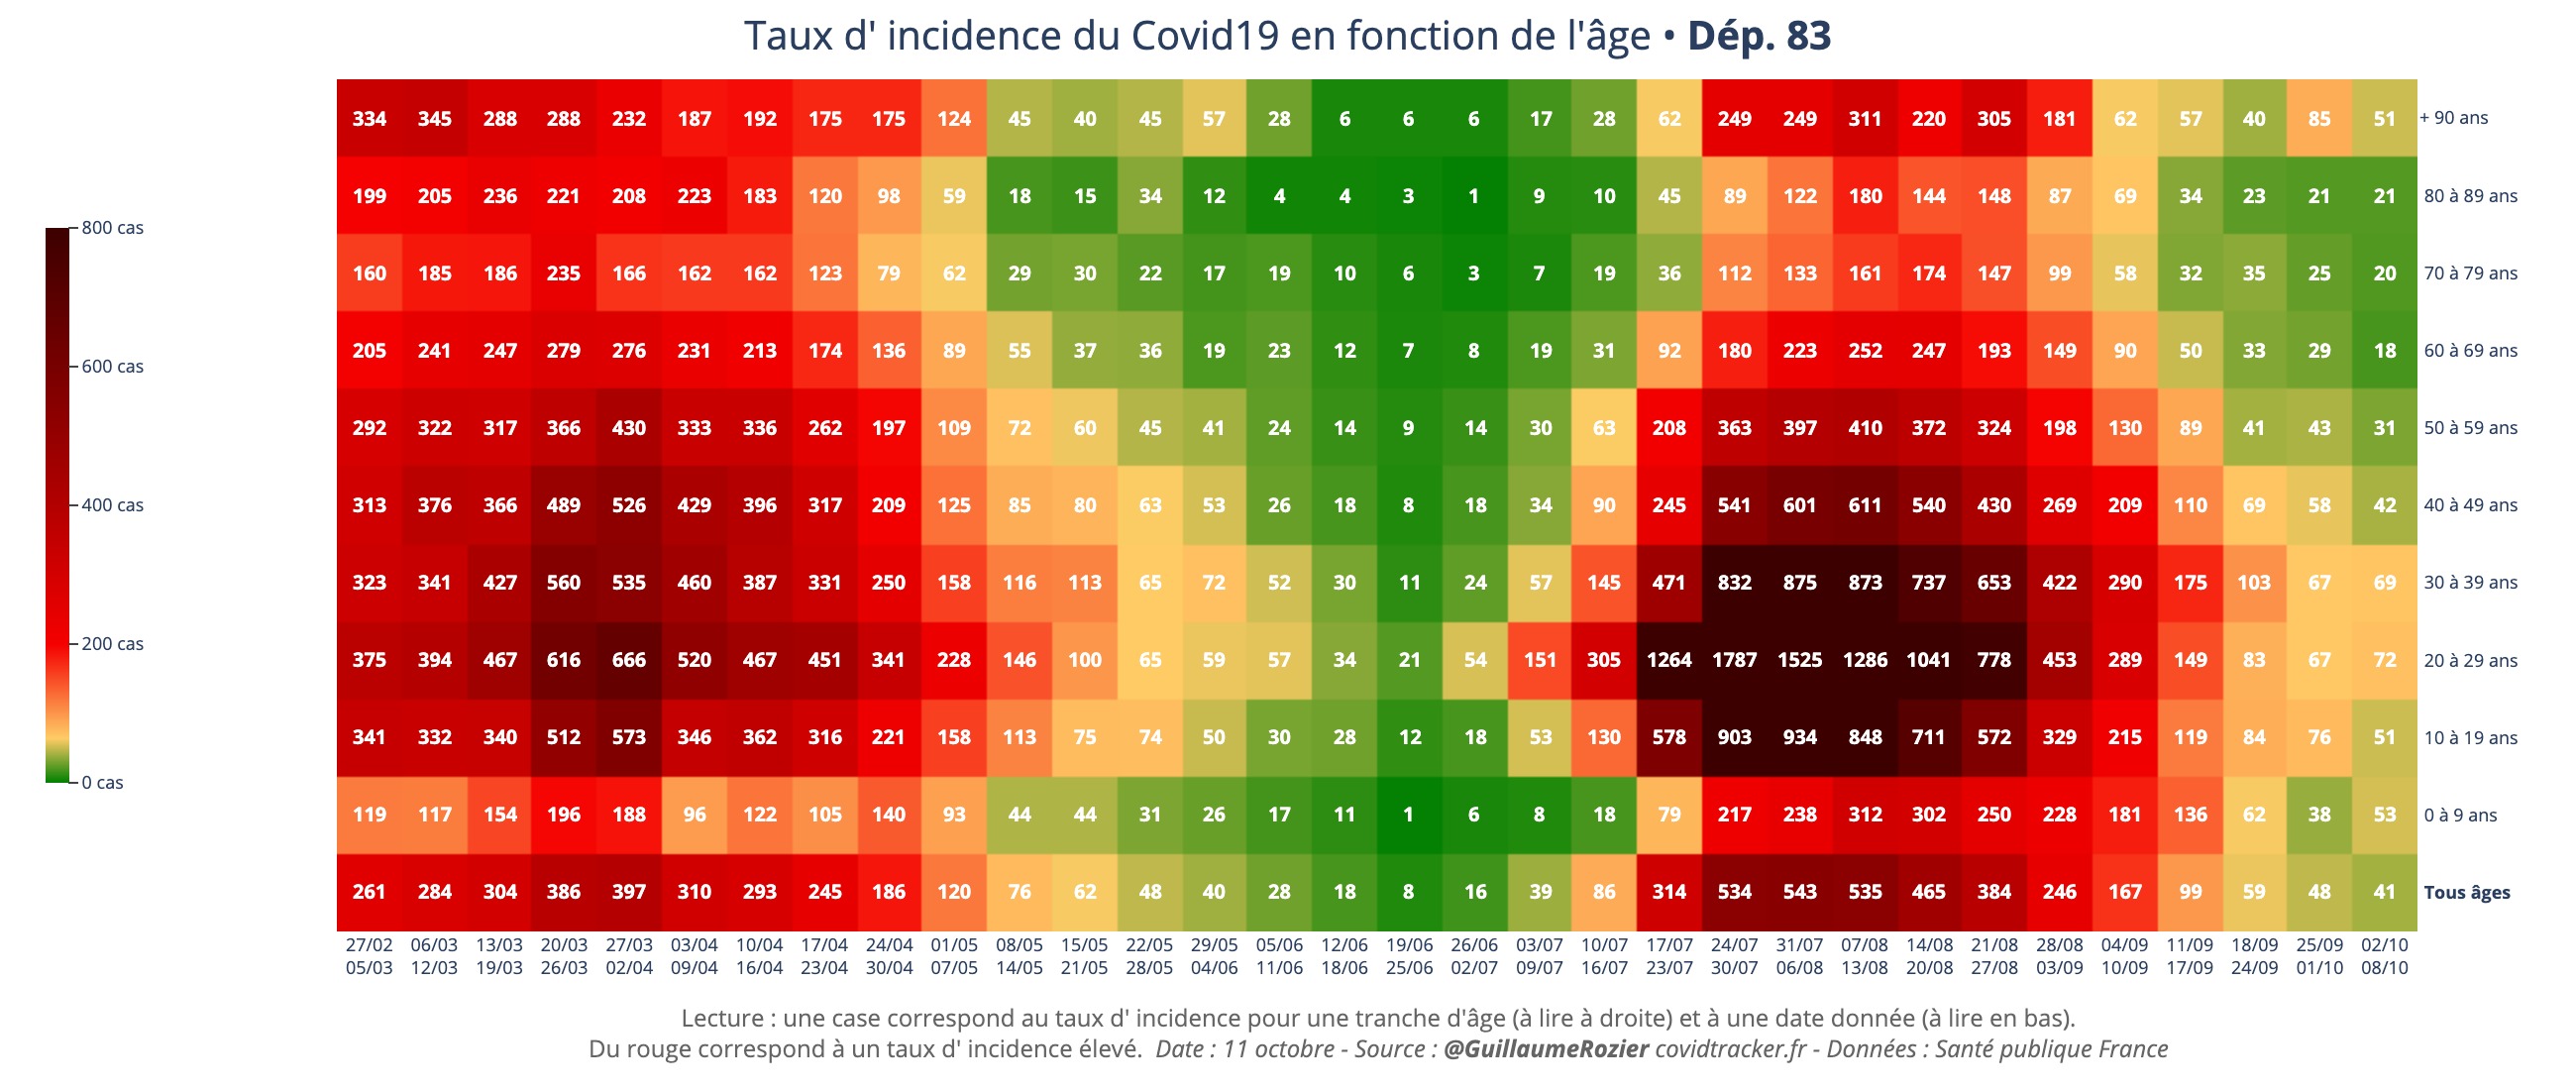 Taux d' incidence du Covid19 en fonction de l'âge • Dép. 83
334 345 288 288 232 187 192 175 175 124 45 40 45 57 28 6 6 6 17 28 62 249 249 311 220 305 181 62 57 40 85 51 + 90 ans
199 205 236 221 208 223 183 120 98 59 18 15 34 12 4 4 3 1 9 10 45 89 122 180 144 148 87 69 34 23 21 21 80 à 89 ans
800 cas
160 185 186 235 166 162 162 123 79 62 29 30 22 17 19 10 6 3 7 19 36 112 133 161 174 147 99 58 32 35 25 20 70 à 79 ans
205 241 247 279 276 231 213 174 136 89 55 37 36 19 23 12 7 8 19 31 92 180 223 252 247 193 149 90 50 33 29 18 60 à 69 ans
600 cas
292 322 317 366 430 333 336 262 197 109 72 60 45 41 24 14 9 14 30 63 208 363 397 410 372 324 198 130 89 41 43 31 50 à 59 ans
400 cas
313 376 366 489 526 429 396 317 209 125 85 80 63 53 26 18 8 18 34 90 245 541 601 611 540 430 269 209 110 69 58 42 40 à 49 ans
323 341 427 560 535 460 387 331 250 158 116 113 65 72 52 30 11 24 57 145 471 832 875 873 737 653 422 290 175 103 67 69 30 à 39 ans
200 cas
375 394 467 616 666 520 467 451 341 228 146 100 65 59 57 34 21 54 151 305 1264 1787 1525 1286 1041 778 453 289 149 83 67 72 20 à 29 ans
341 332 340 512 573 346 362 316 221 158 113 75 74 50 30 28 12 18 53 130 578 903 934 848 711 572 329 215 119 84 76 51 10 à 19 ans
0 cas
119 117 154 196 188 96 122 105 140 93 44 44 31 26 17 11 1 6 8 18 79 217 238 312 302 250 228 181 136 62 38 53 0 à 9 ans
261 284 304 386 397 310 293 245 186 120 76 62 48 40 28 18 8 16 39 86 314 534 543 535 465 384 246 167 99 59 48 41 Tous âges
27/02 06/03 13/03 20/03 27/03 03/04 10/04 17/04 24/04 01/05 08/05 15/05 22/05 29/05 05/06 12/06 19/06 26/06 03/07 10/07 17/07 24/07 31/07 07/08 14/08 21/08 28/08 04/09 11/09 18/09 25/09 02/10
05/03 12/03 19/03 26/03 02/04 09/04 16/04 23/04 30/04 07/05 14/05 21/05 28/05 04/06 11/06 18/06 25/06 02/07 09/07 16/07 23/07 30/07 06/08 13/08 20/08 27/08 03/09 10/09 17/09 24/09 01/10 08/10
Lecture : une case correspond au taux d' incidence pour une tranche d'âge (à lire à droite) et à une date donnée (à lire en bas).
Du rouge correspond à un taux d' incidence élevé. Date : 11 octobre - Source : @GuillaumeRozier covidtracker.fr - Données : Santé publique France